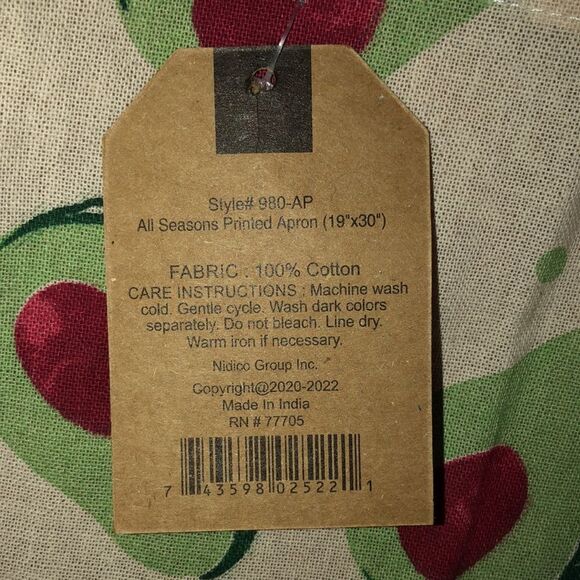 Style# 980-AP
All Seasons Printed Apron (19"x30")
FABRIC : 100% Cotton
CARE INSTRUCTIONS : Machine wash
cold. Gentle cycle. Wash dark colors
separately. Do not bleach. Line dry.
Warm iron if necessary.
Nidico Group Inc.
Copyright@2020-2022
Made In India
RN # 77705
7 43598 02522 1